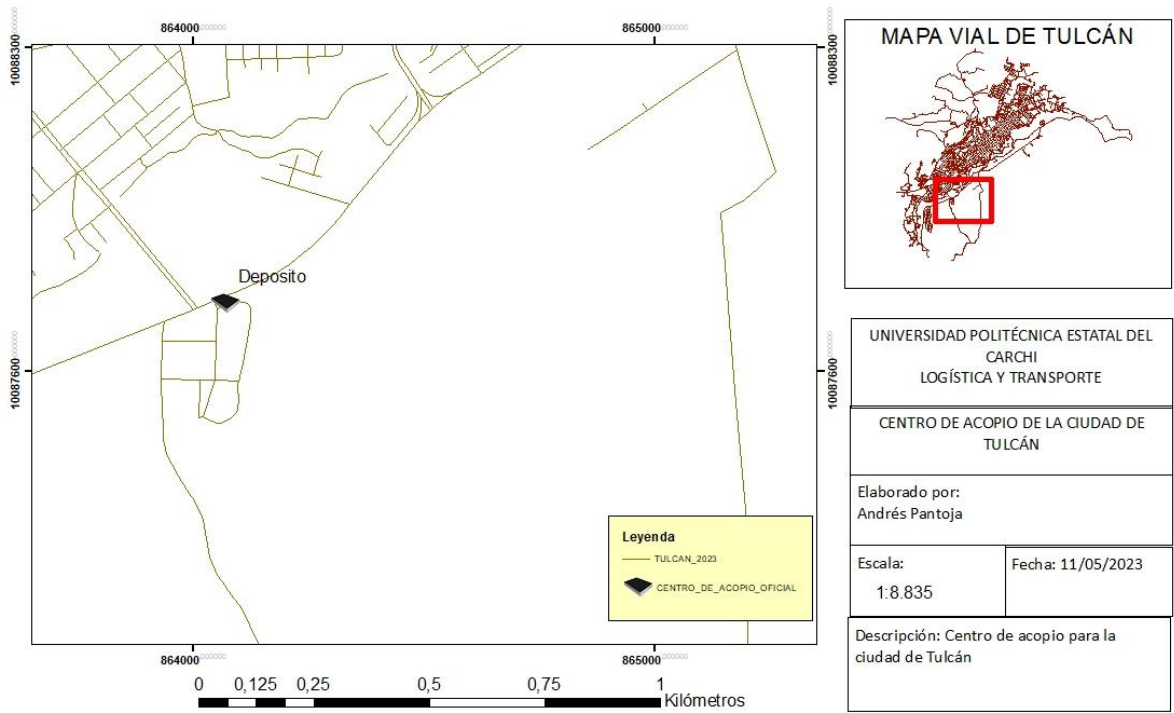 864000
865000
10088300
10088300
Deposito
10087600
10087600
Leyenda
TULCAN_2023
CENTRO_DE_ACOPIO_OFICIAL
864000
865000
0 0,125 0,25 0,5 0,75 1
Kilómetros
MAPA VIAL DE TULCÁN
UNIVERSIDAD POLITÉCNICA ESTATAL DEL
CARCHI
LOGÍSTICA Y TRANSPORTE
CENTRO DE ACOPIO DE LA CIUDAD DE
TULCÁN
Elaborado por:
Andrés Pantoja
Escala:
1:8.835
Fecha: 11/05/2023
Descripción: Centro de acopio para la
ciudad de Tulcán